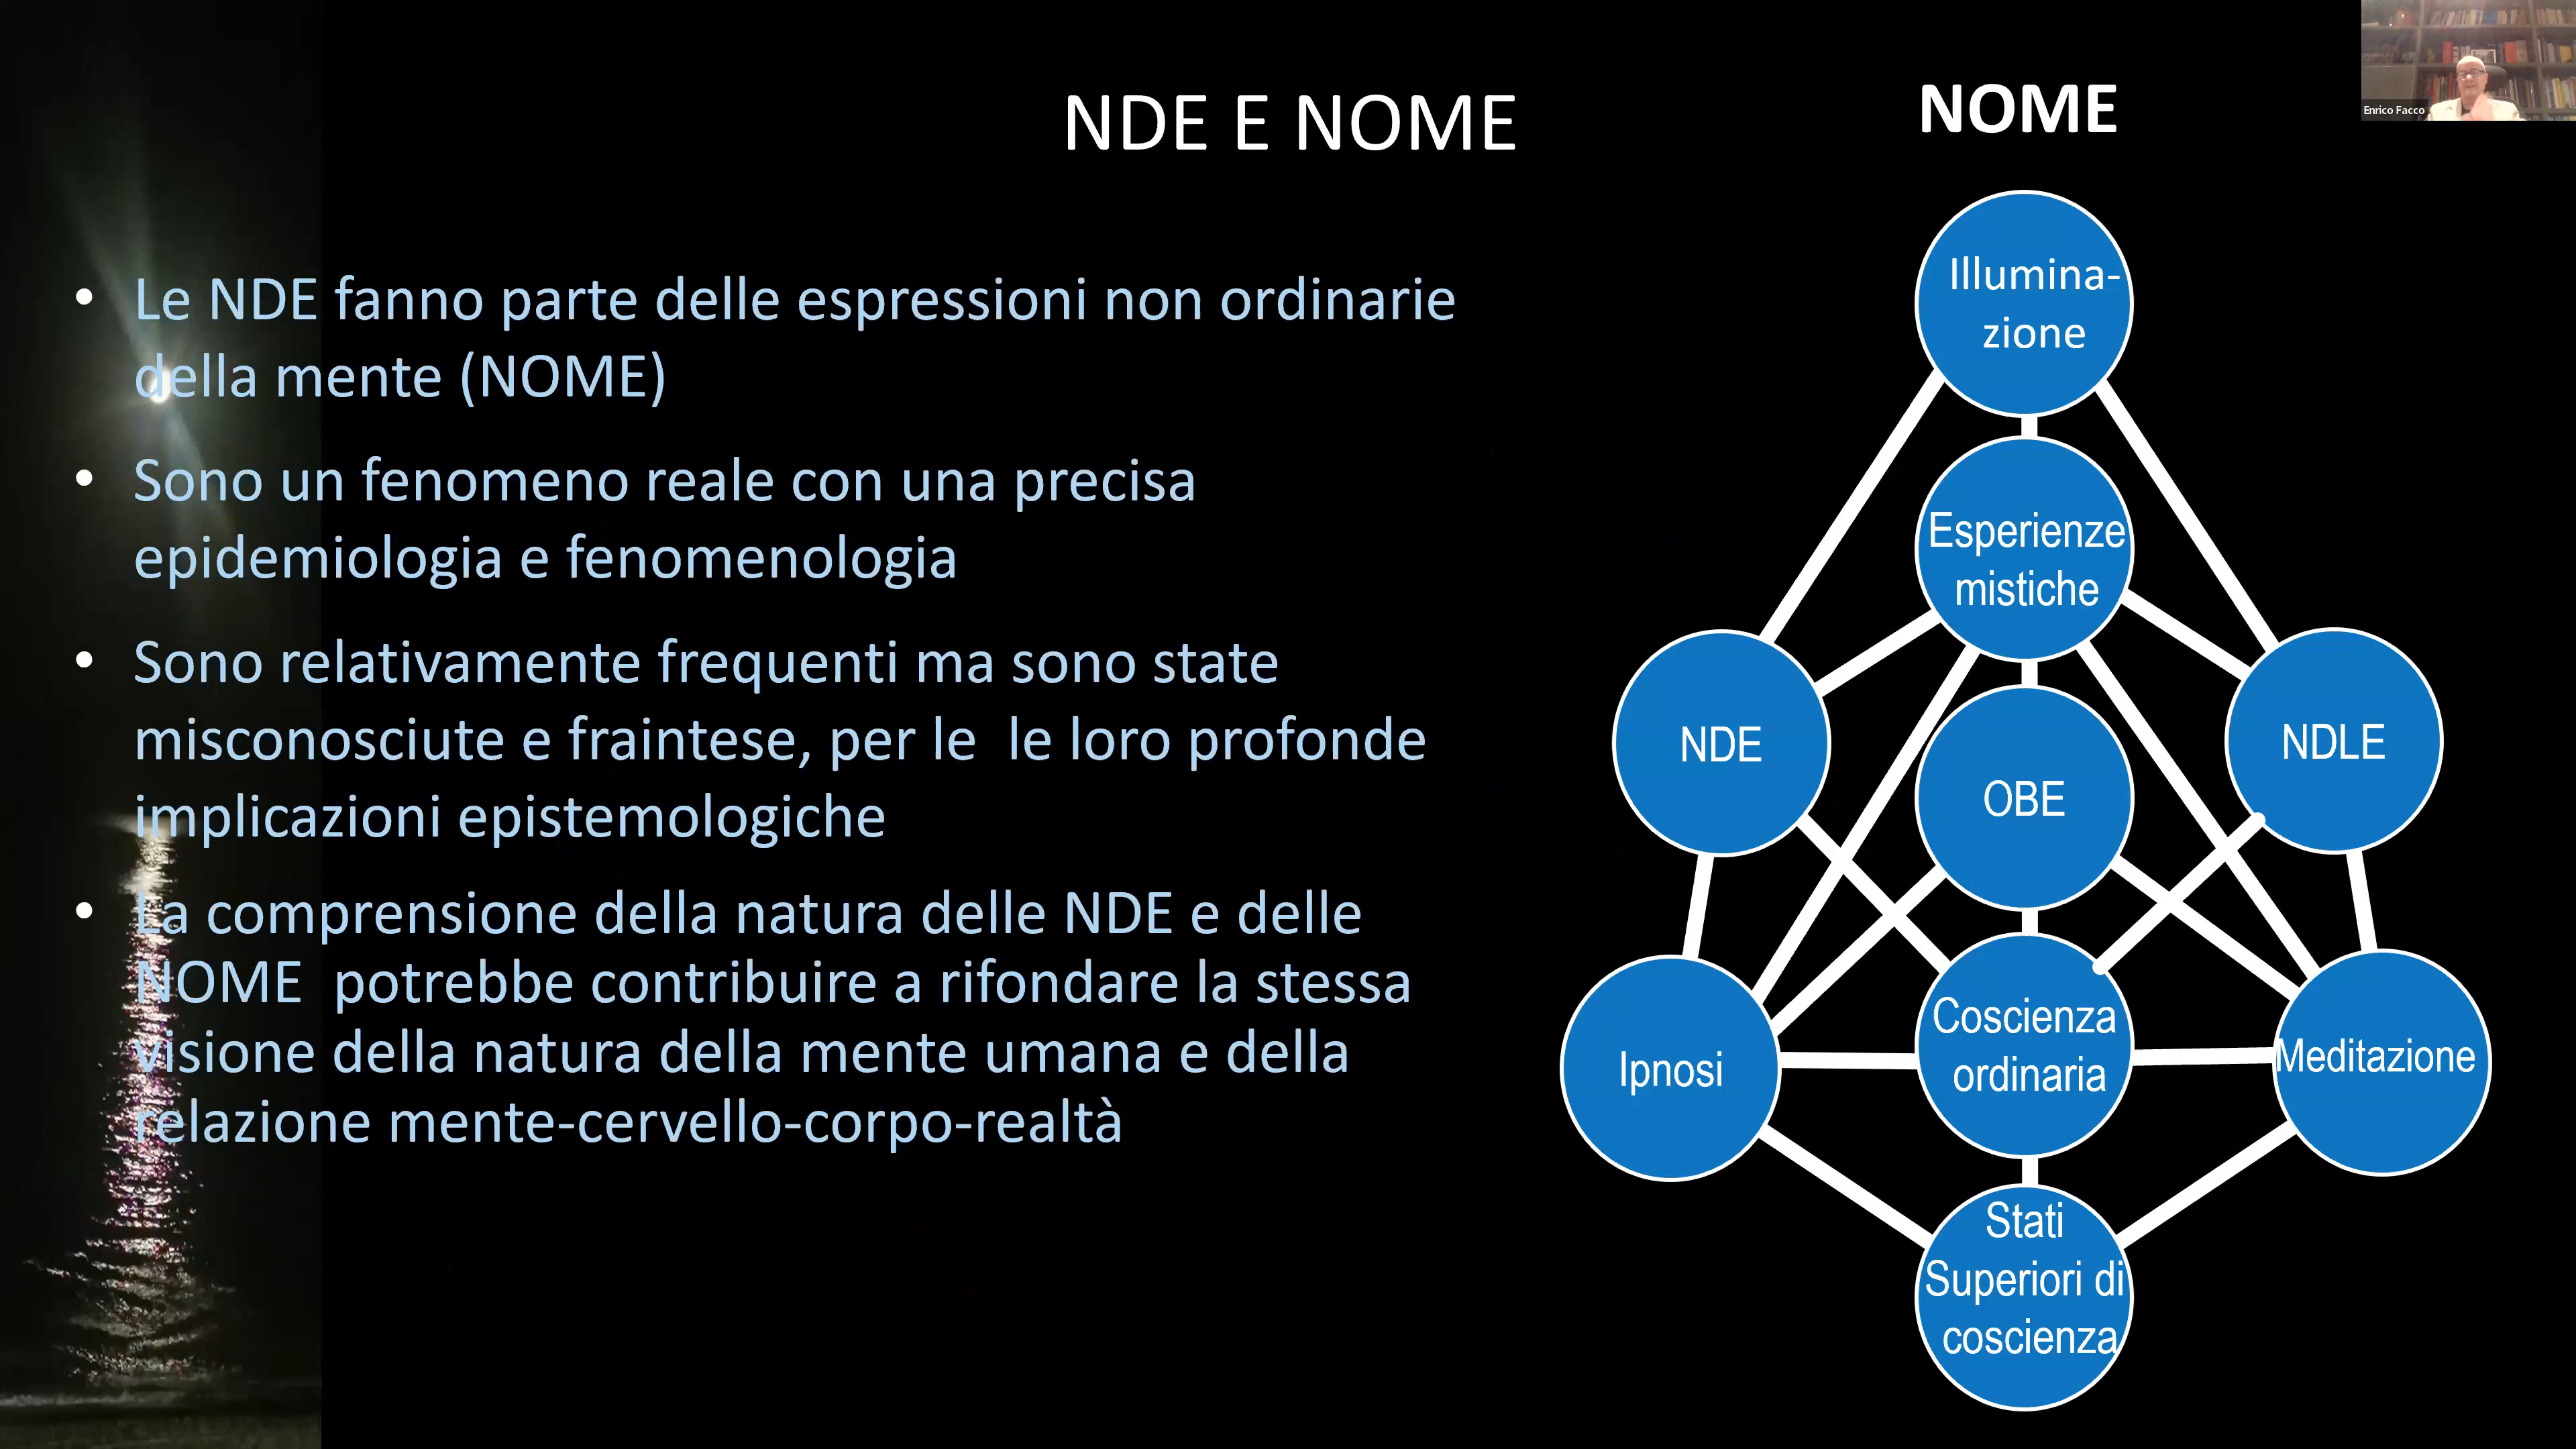 NDE E NOME
NOME
Enrico Facco
• Le NDE fanno parte delle espressioni non ordinarie
della mente (NOME)
• Sono un fenomeno reale con una precisa
epidemiologia e fenomenologia
• Sono relativamente frequenti ma sono state
misconosciute e fraintese, per le  le loro profonde
implicazioni epistemologiche
• La comprensione della natura delle NDE e delle
NOME  potrebbe contribuire a rifondare la stessa
visione della natura della mente umana e della
relazione mente-cervello-corpo-realtà
Illumina-
zione
Esperienze
mistiche
NDE
OBE
NDLE
Ipnosi
Coscienza
ordinaria
Meditazione
Stati
Superiori di
coscienza